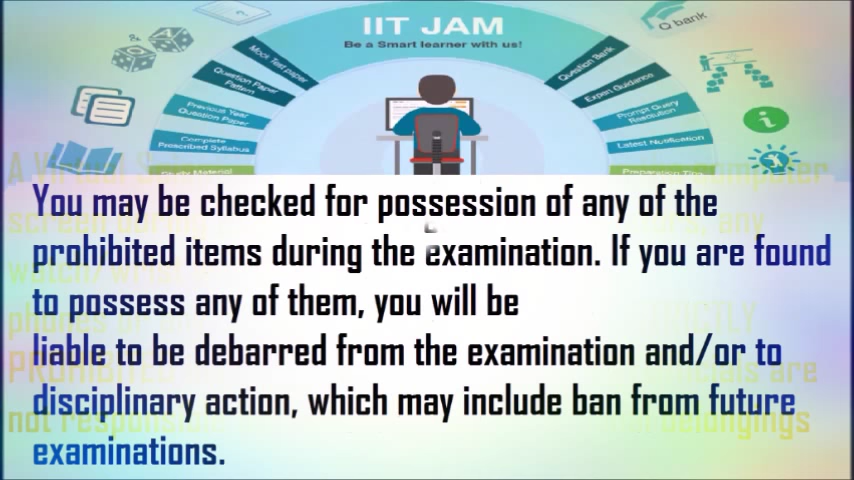 IIT JAM
Be a Smart learner with us!
Q bank
Mock Test paper
Question Paper
Pattern
Previous Year
Question Paper
Complete
Prescribed Syllabus
Study Material
Question Bank
Expert Guidance
Prompt Query
Resolution
Latest Notification
Preparation Tips
You may be checked for possession of any of the
prohibited items during the examination. If you are found
to possess any of them, you will be
liable to be debarred from the examination and/or to
disciplinary action, which may include ban from future
examinations.